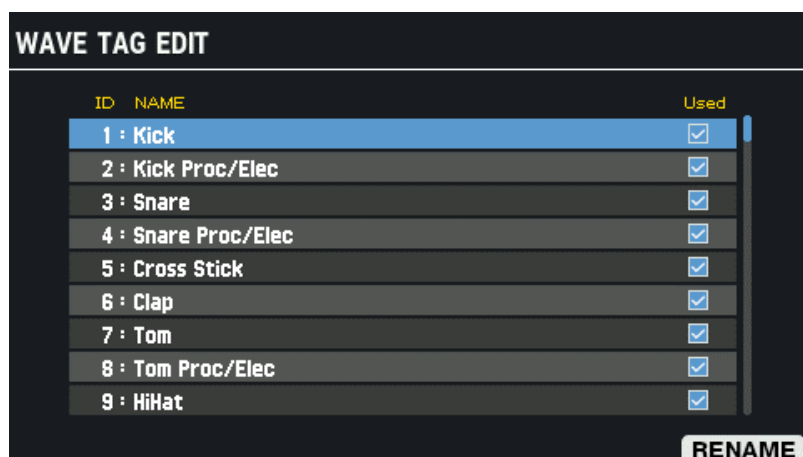 WAVE TAG EDIT
ID NAME Used
1 : Kick
2 : Kick Proc/Elec
3 : Snare
4 : Snare Proc/Elec
5 : Cross Stick
6 : Clap
7 : Tom
8 : Tom Proc/Elec
9 : HiHat
RENAME